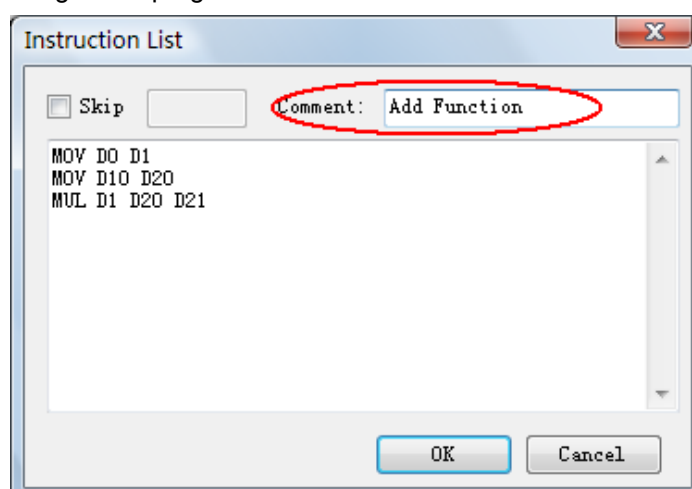 Instruction List
Skip Comment: Add Function
MOV D0 D1
MOV D10 D20
MUL D1 D20 D21
OK Cancel